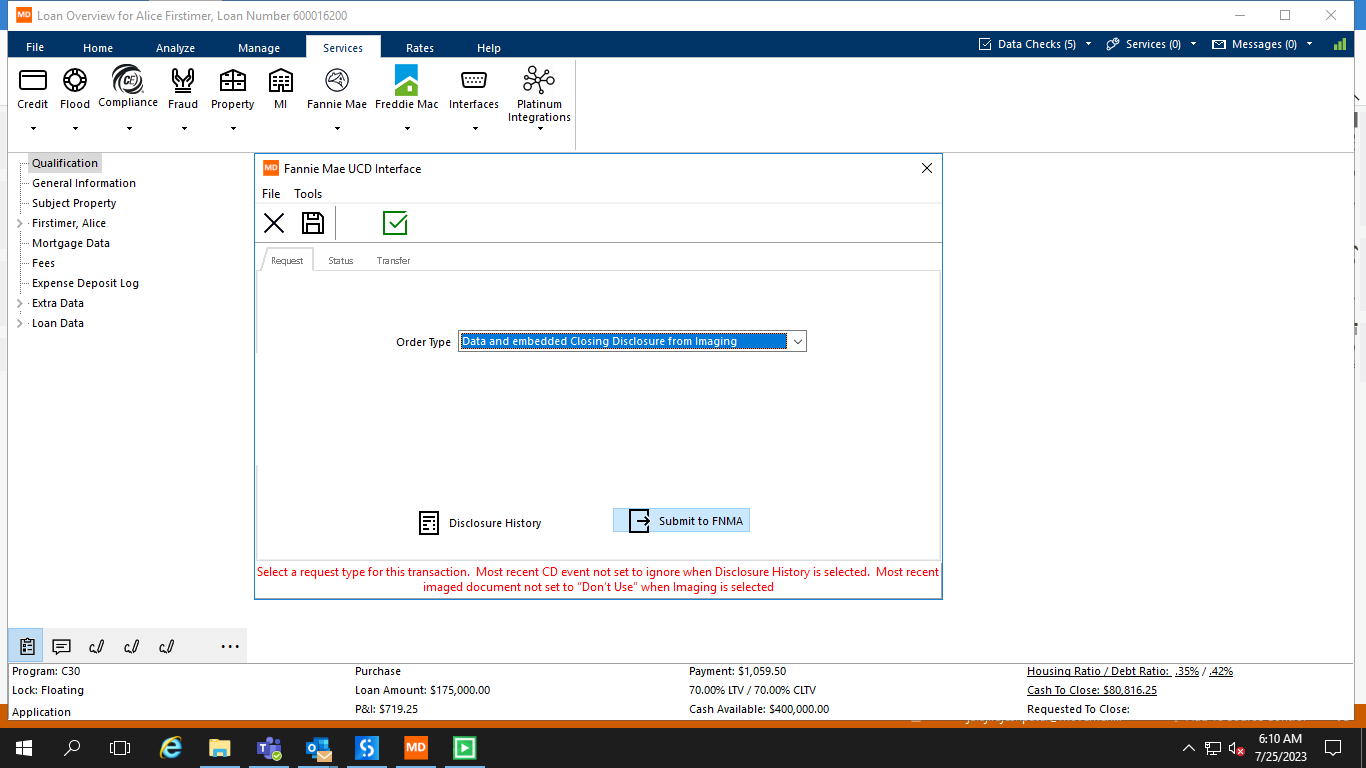 MD Loan Overview for Alice Firstimer, Loan Number 600016200
File Home Analyze Manage Services Rates Help Data Checks (5) Services (0) Messages (0)
Credit Flood Compliance Fraud Property MI Fannie Mae Freddie Mac Interfaces Platinum
Integrations
Qualification
General Information
Subject Property
Firstimer, Alice
Mortgage Data
Fees
Expense Deposit Log
Extra Data
Loan Data
MD Fannie Mae UCD Interface
File Tools
Request Status Transfer
Order Type Data and embedded Closing Disclosure from Imaging
Disclosure History Submit to FNMA
Select a request type for this transaction. Most recent CD event not set to ignore when Disclosure History is selected. Most recent
imaged document not set to "Don't Use" when Imaging is selected
Program: C30 Purchase Payment: $1,059.50 Housing Ratio / Debt Ratio: .35% / .42%
Lock: Floating Loan Amount: $175,000.00 70.00% LTV / 70.00% CLTV Cash To Close: $80,816.25
Application P&I: $719.25 Cash Available: $400,000.00 Requested To Close:
MD
6:10 AM
7/25/2023